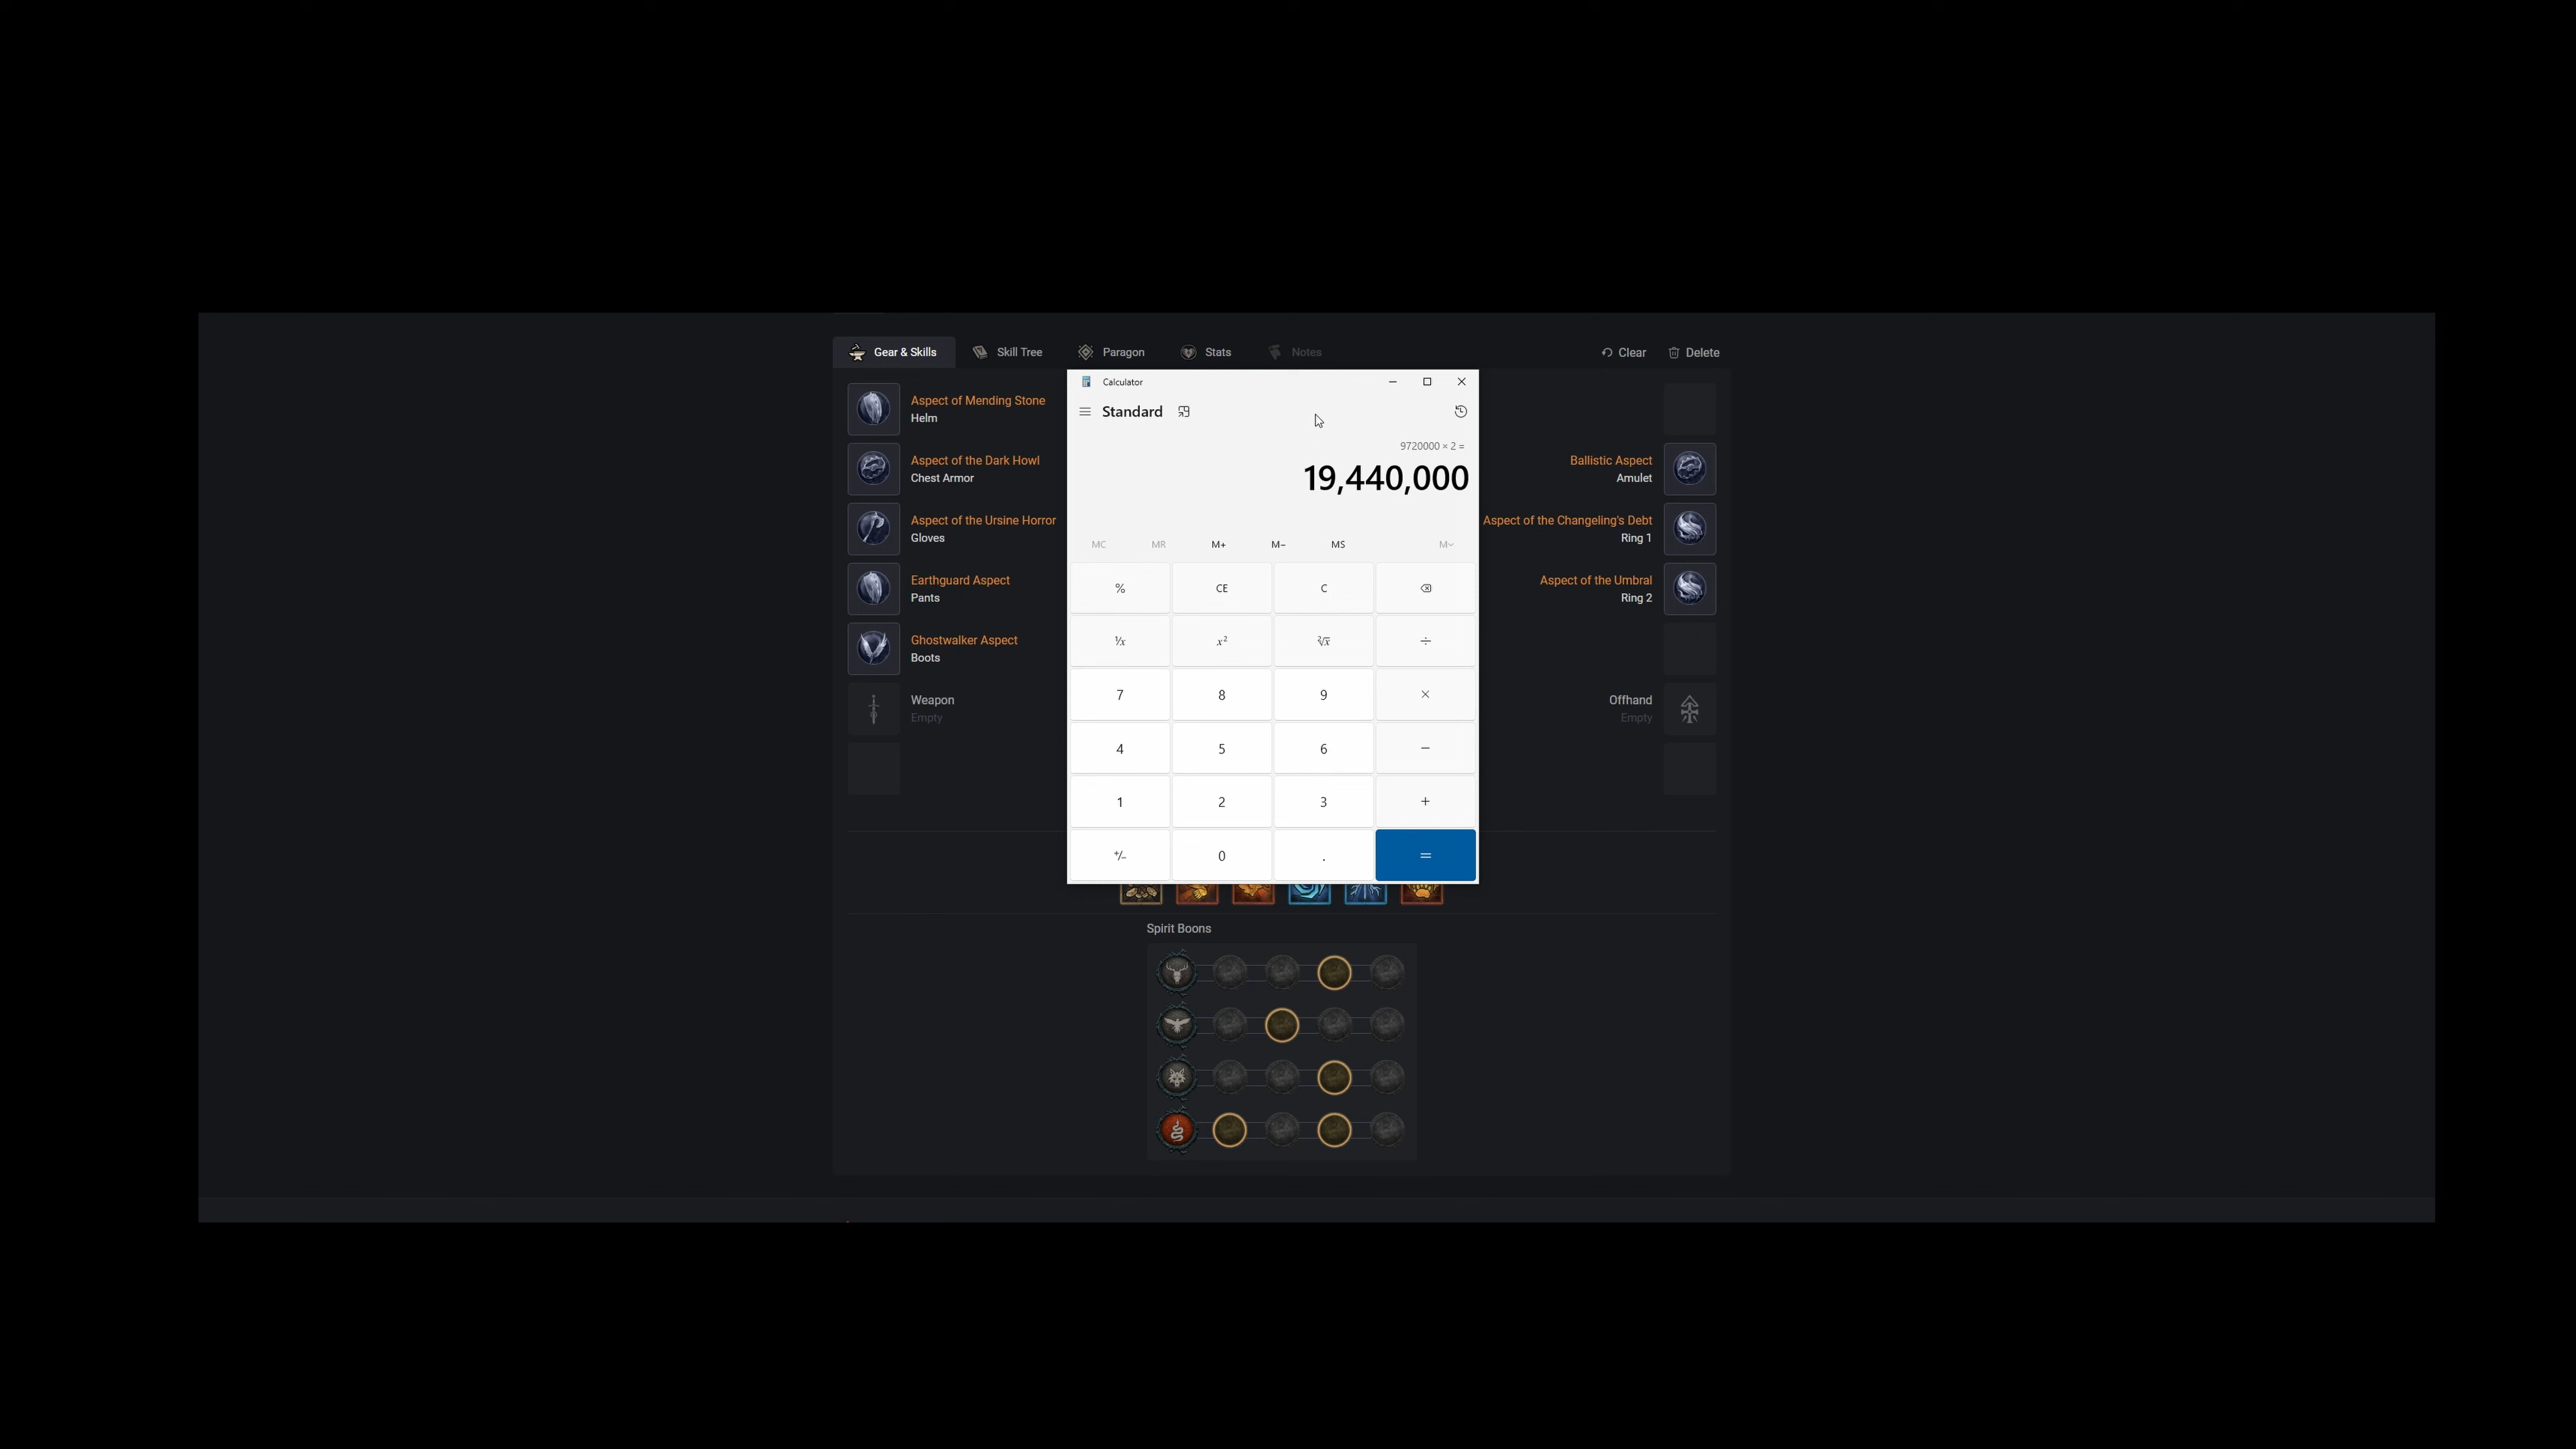 Gear & Skills
Skill Tree
Paragon
Stats
Notes
Clear
Delete
Aspect of Mending Stone
Helm
Aspect of the Dark Howl
Chest Armor
Aspect of the Ursine Horror
Gloves
Earthguard Aspect
Pants
Ghostwalker Aspect
Boots
Weapon
Empty
Calculator
Standard
9720000 × 2 =
19,440,000
MC MR M+ M− MS M˅
% CE C
⅟x x² ²√x ÷
7 8 9 ×
4 5 6 −
1 2 3 +
+/− 0 . =
Ballistic Aspect
Amulet
Aspect of the Changeling's Debt
Ring 1
Aspect of the Umbral
Ring 2
Offhand
Empty
Spirit Boons